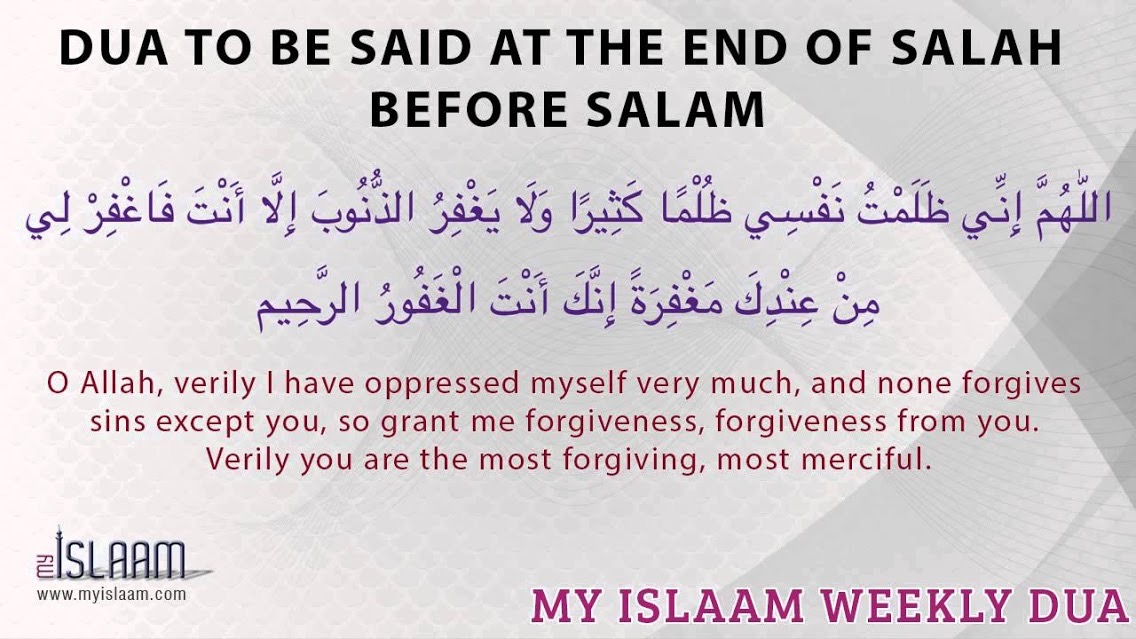 DUA TO BE SAID AT THE END OF SALAH
BEFORE SALAM
اللَّهُمَّ إِنِّي ظَلَمْتُ نَفْسِي ظُلْمًا كَثِيرًا وَلَا يَغْفِرُ الذُّنُوبَ إِلَّا أَنْتَ فَاغْفِرْ لِي
مِنْ عِنْدِكَ مَغْفِرَةً إِنَّكَ أَنْتَ الْغَفُورُ الرَّحِيم
O Allah, verily I have oppressed myself very much, and none forgives
sins except you, so grant me forgiveness, forgiveness from you.
Verily you are the most forgiving, most merciful.
my ISLAAM
www.myislaam.com
MY ISLAAM WEEKLY DUA